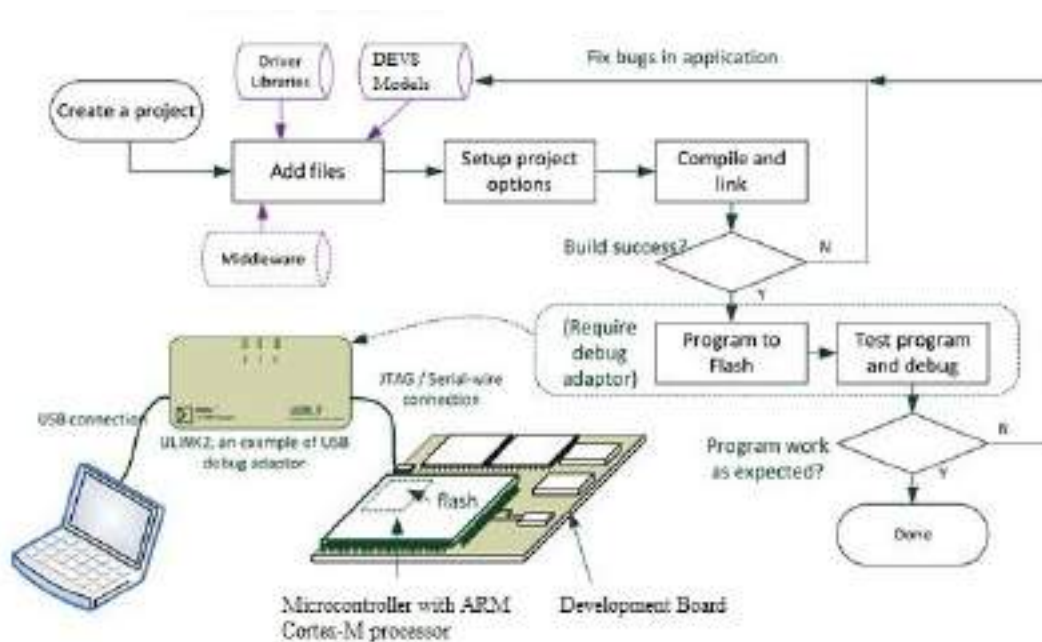 Driver
Libraries
DEVS
Models
Fix bugs in application
Create a project
Add files
Setup project
options
Compile and
link
Middleware
Build success?
N
Y
(Require
debug
adaptor)
Program to
Flash
Test program
and debug
JTAG / Serial-wire
connection
USB connection
ULINK2, an example of USB
debug adaptor
Program work
as expected?
N
Y
flash
Done
Microcontroller with ARM
Cortex-M processor
Development Board